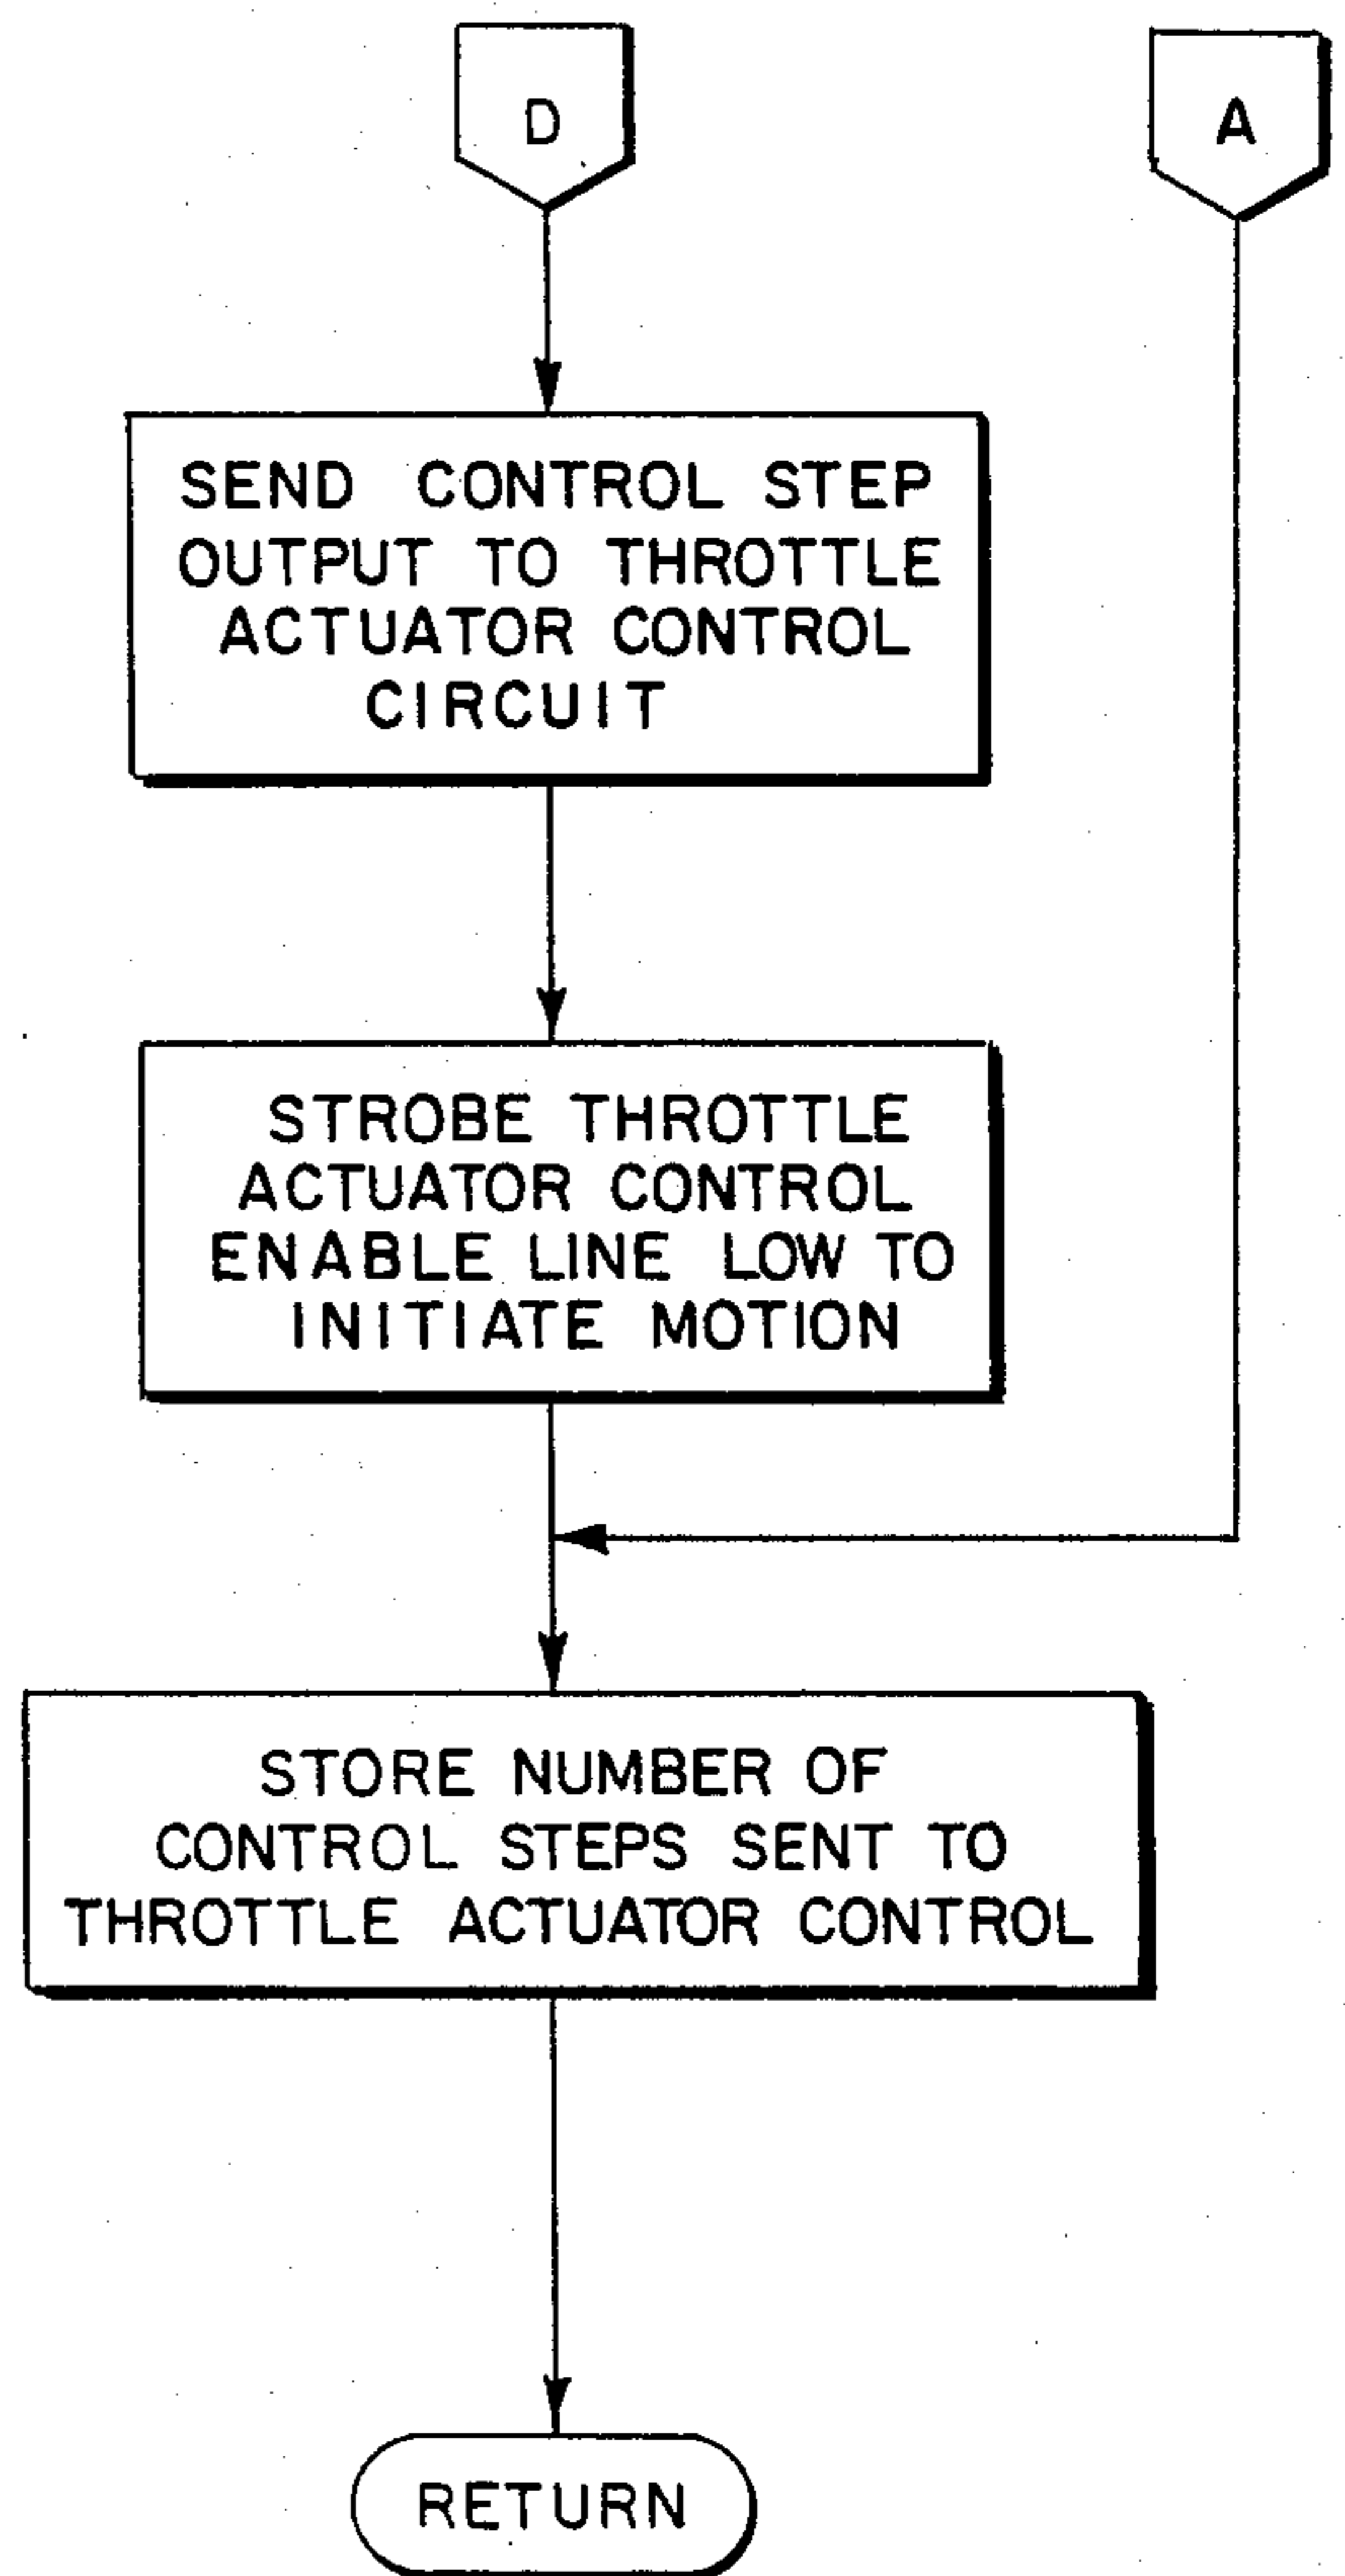 D
A
SEND CONTROL STEP
OUTPUT TO THROTTLE
ACTUATOR CONTROL
CIRCUIT
STROBE THROTTLE
ACTUATOR CONTROL
ENABLE LINE LOW TO
INITIATE MOTION
STORE NUMBER OF
CONTROL STEPS SENT TO
THROTTLE ACTUATOR CONTROL
RETURN